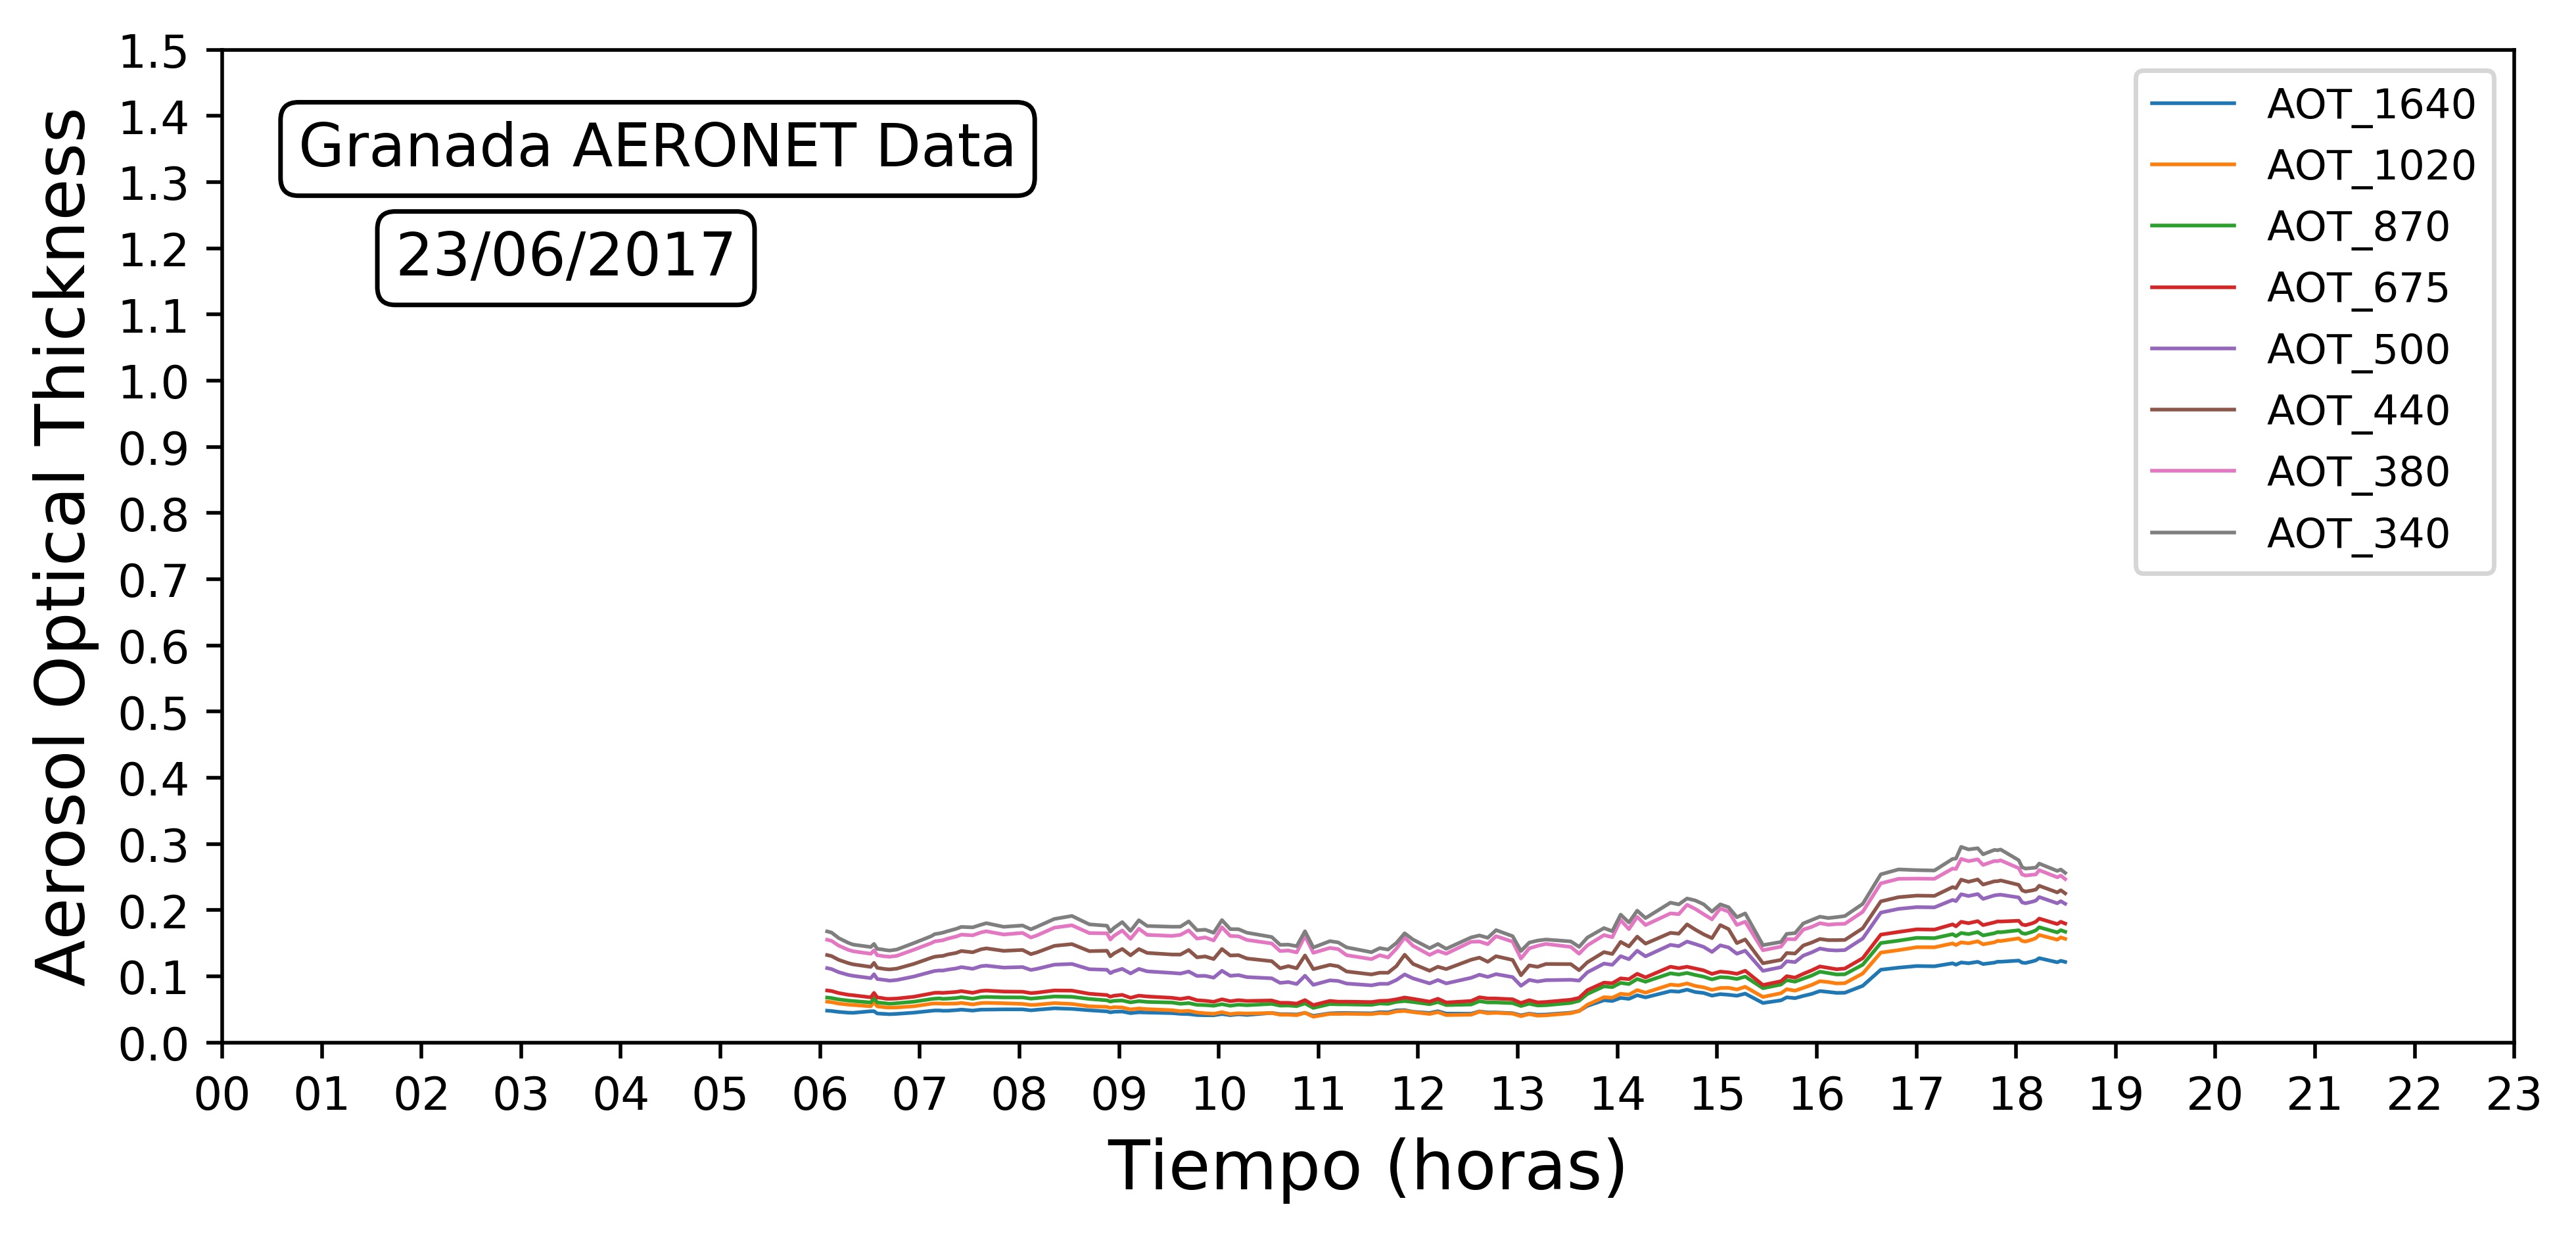 Granada AERONET Data
23/06/2017
Aerosol Optical Thickness
1.5
1.4
1.3
1.2
1.1
1.0
0.9
0.8
0.7
0.6
0.5
0.4
0.3
0.2
0.1
0.0
AOT_1640
AOT_1020
AOT_870
AOT_675
AOT_500
AOT_440
AOT_380
AOT_340
00 01 02 03 04 05 06 07 08 09 10 11 12 13 14 15 16 17 18 19 20 21 22 23
Tiempo (horas)